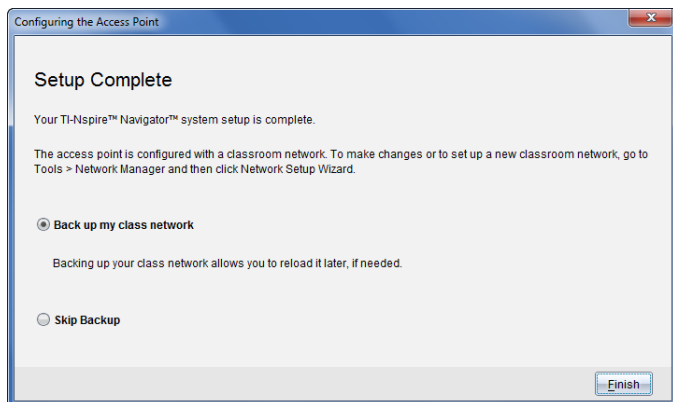 Configuring the Access Point
Setup Complete
Your TI-Nspire™ Navigator™ system setup is complete.
The access point is configured with a classroom network. To make changes or to set up a new classroom network, go to
Tools > Network Manager and then click Network Setup Wizard.
Back up my class network
Backing up your class network allows you to reload it later, if needed.
Skip Backup
Finish